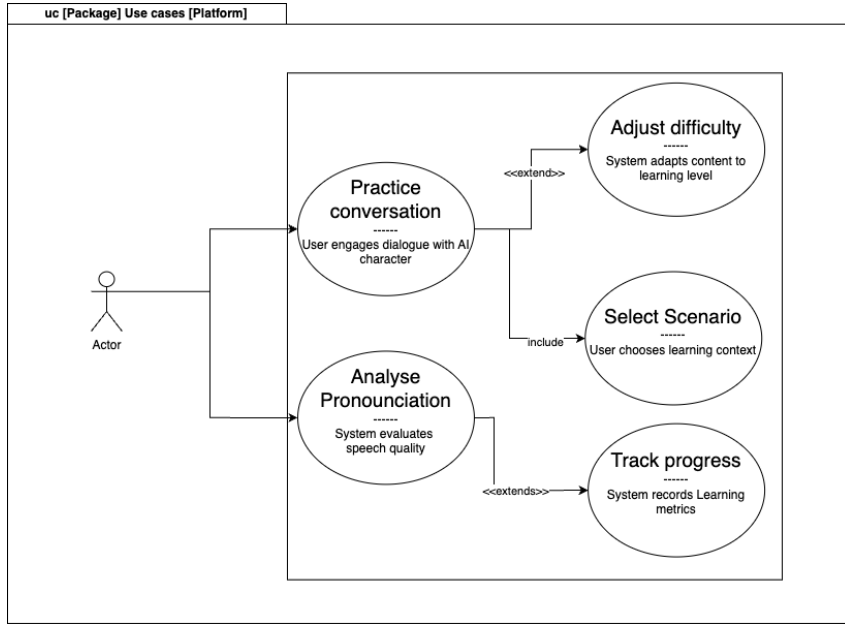 uc [Package] Use cases [Platform]
Adjust difficulty
------
System adapts content to
learning level
<<extend>>
Practice
conversation
------
User engages dialogue with AI
character
Select Scenario
------
User chooses learning context
include
Actor
Analyse
Pronounciation
------
System evaluates
speech quality
Track progress
------
System records Learning
metrics
<<extends>>